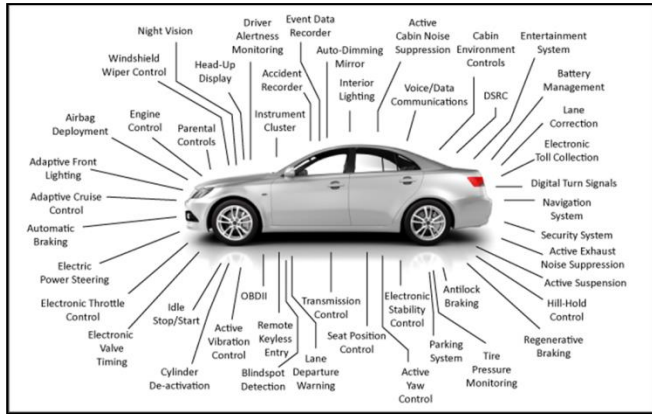 Night Vision
Windshield
Wiper Control
Head-Up
Display
Driver
Alertness
Monitoring
Event Data
Recorder
Accident
Recorder
Auto-Dimming
Mirror
Interior
Lighting
Active
Cabin Noise
Suppression
Voice/Data
Communications
Cabin
Environment
Controls
DSRC
Entertainment
System
Battery
Management
Lane
Correction
Electronic
Toll Collection
Digital Turn Signals
Navigation
System
Security System
Active Exhaust
Noise Suppression
Active Suspension
Hill-Hold
Control
Regenerative
Braking
Antilock
Braking
Tire
Pressure
Monitoring
Parking
System
Electronic
Stability
Control
Active
Yaw
Control
Seat Position
Control
Transmission
Control
Lane
Departure
Warning
Remote
Keyless
Entry
Blindspot
Detection
OBDII
Active
Vibration
Control
Cylinder
De-activation
Idle
Stop/Start
Electronic
Valve
Timing
Electronic Throttle
Control
Electric
Power Steering
Automatic
Braking
Adaptive Cruise
Control
Adaptive Front
Lighting
Airbag
Deployment
Engine
Control
Parental
Controls
Instrument
Cluster